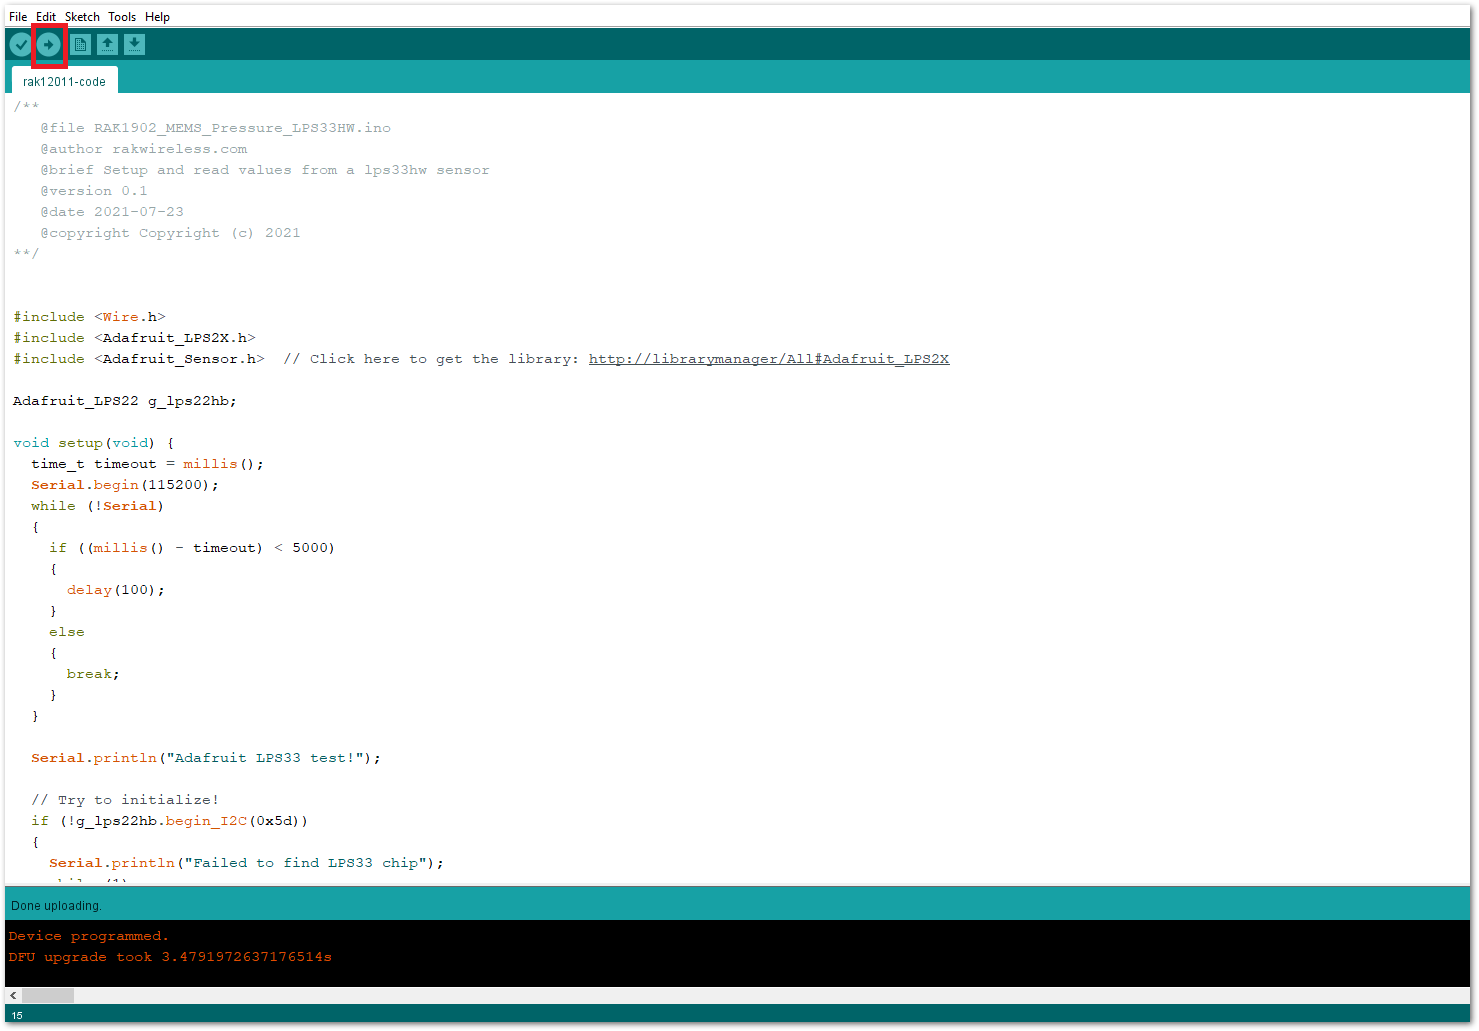 File Edit Sketch Tools Help
rak12011-code
/**
@file RAK1902_MEMS_Pressure_LPS33HW.ino
@author rakwireless.com
@brief Setup and read values from a lps33hw sensor
@version 0.1
@date 2021-07-23
@copyright Copyright (c) 2021
**/
#include <Wire.h>
#include <Adafruit_LPS2X.h>
#include <Adafruit_Sensor.h>  // Click here to get the library: http://librarymanager/All#Adafruit_LPS2X
Adafruit_LPS22 g_lps22hb;
void setup(void) {
time_t timeout = millis();
Serial.begin(115200);
while (!Serial)
{
if ((millis() - timeout) < 5000)
{
delay(100);
}
else
{
break;
}
}
Serial.println("Adafruit LPS33 test!");
// Try to initialize!
if (!g_lps22hb.begin_I2C(0x5d))
{
Serial.println("Failed to find LPS33 chip");
Done uploading.
Device programmed.
DFU upgrade took 3.4791972637176514s
15